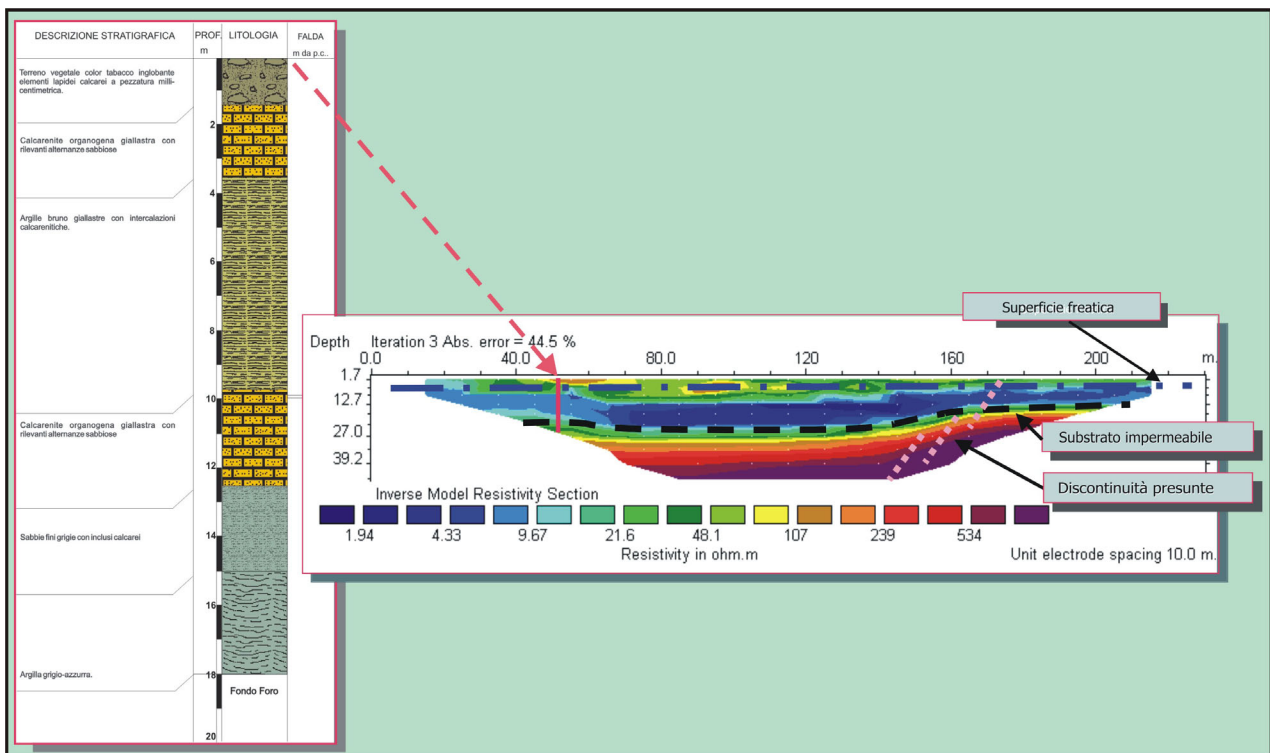 DESCRIZIONE STRATIGRAFICA
PROF.
m
LITOLOGIA
FALDA
m da p.c..
Terreno vegetale color tabacco inglobante
elementi lapidei calcarei a pezzatura milli-
centimetrica.
2
Calcarenite organogena giallastra con
rilevanti alternanze sabbiose
4
Argille bruno giallastre con intercalazioni
calcarenitiche.
6
8
10
Calcarenite organogena giallastra con
rilevanti alternanze sabbiose
12
Sabbie fini grigie con inclusi calcarei
14
16
Argilla grigio-azzurra.
18
Fondo Foro
20
Superficie freatica
Depth Iteration 3 Abs. error = 44.5 %
0.0 40.0 80.0 120 160 200 m.
1.7
12.7
27.0
39.2
Substrato impermeabile
Discontinuità presunte
Inverse Model Resistivity Section
1.94 4.33 9.67 21.6 48.1 107 239 534
Resistivity in ohm.m
Unit electrode spacing 10.0 m.